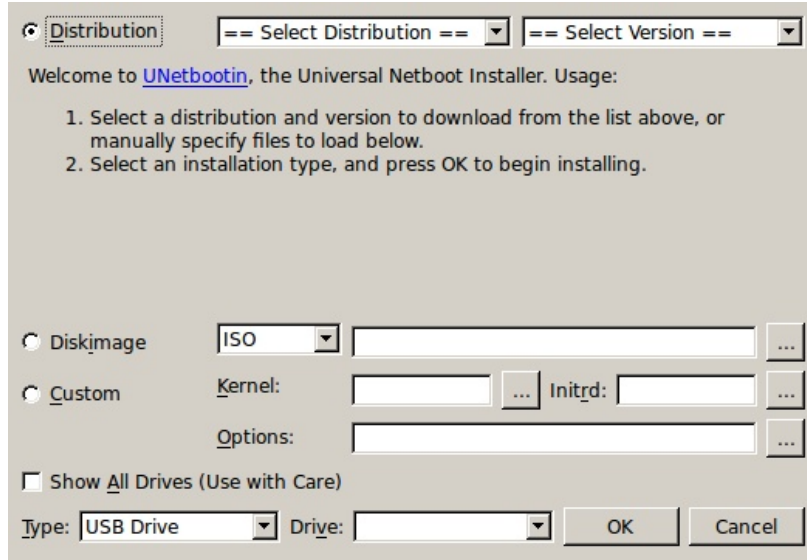 Distribution == Select Distribution == == Select Version ==
Welcome to UNetbootin, the Universal Netboot Installer. Usage:
1. Select a distribution and version to download from the list above, or
manually specify files to load below.
2. Select an installation type, and press OK to begin installing.
Diskimage ISO ...
Custom Kernel: ... Initrd: ...
Options: ...
Show All Drives (Use with Care)
Type: USB Drive Drive: OK Cancel